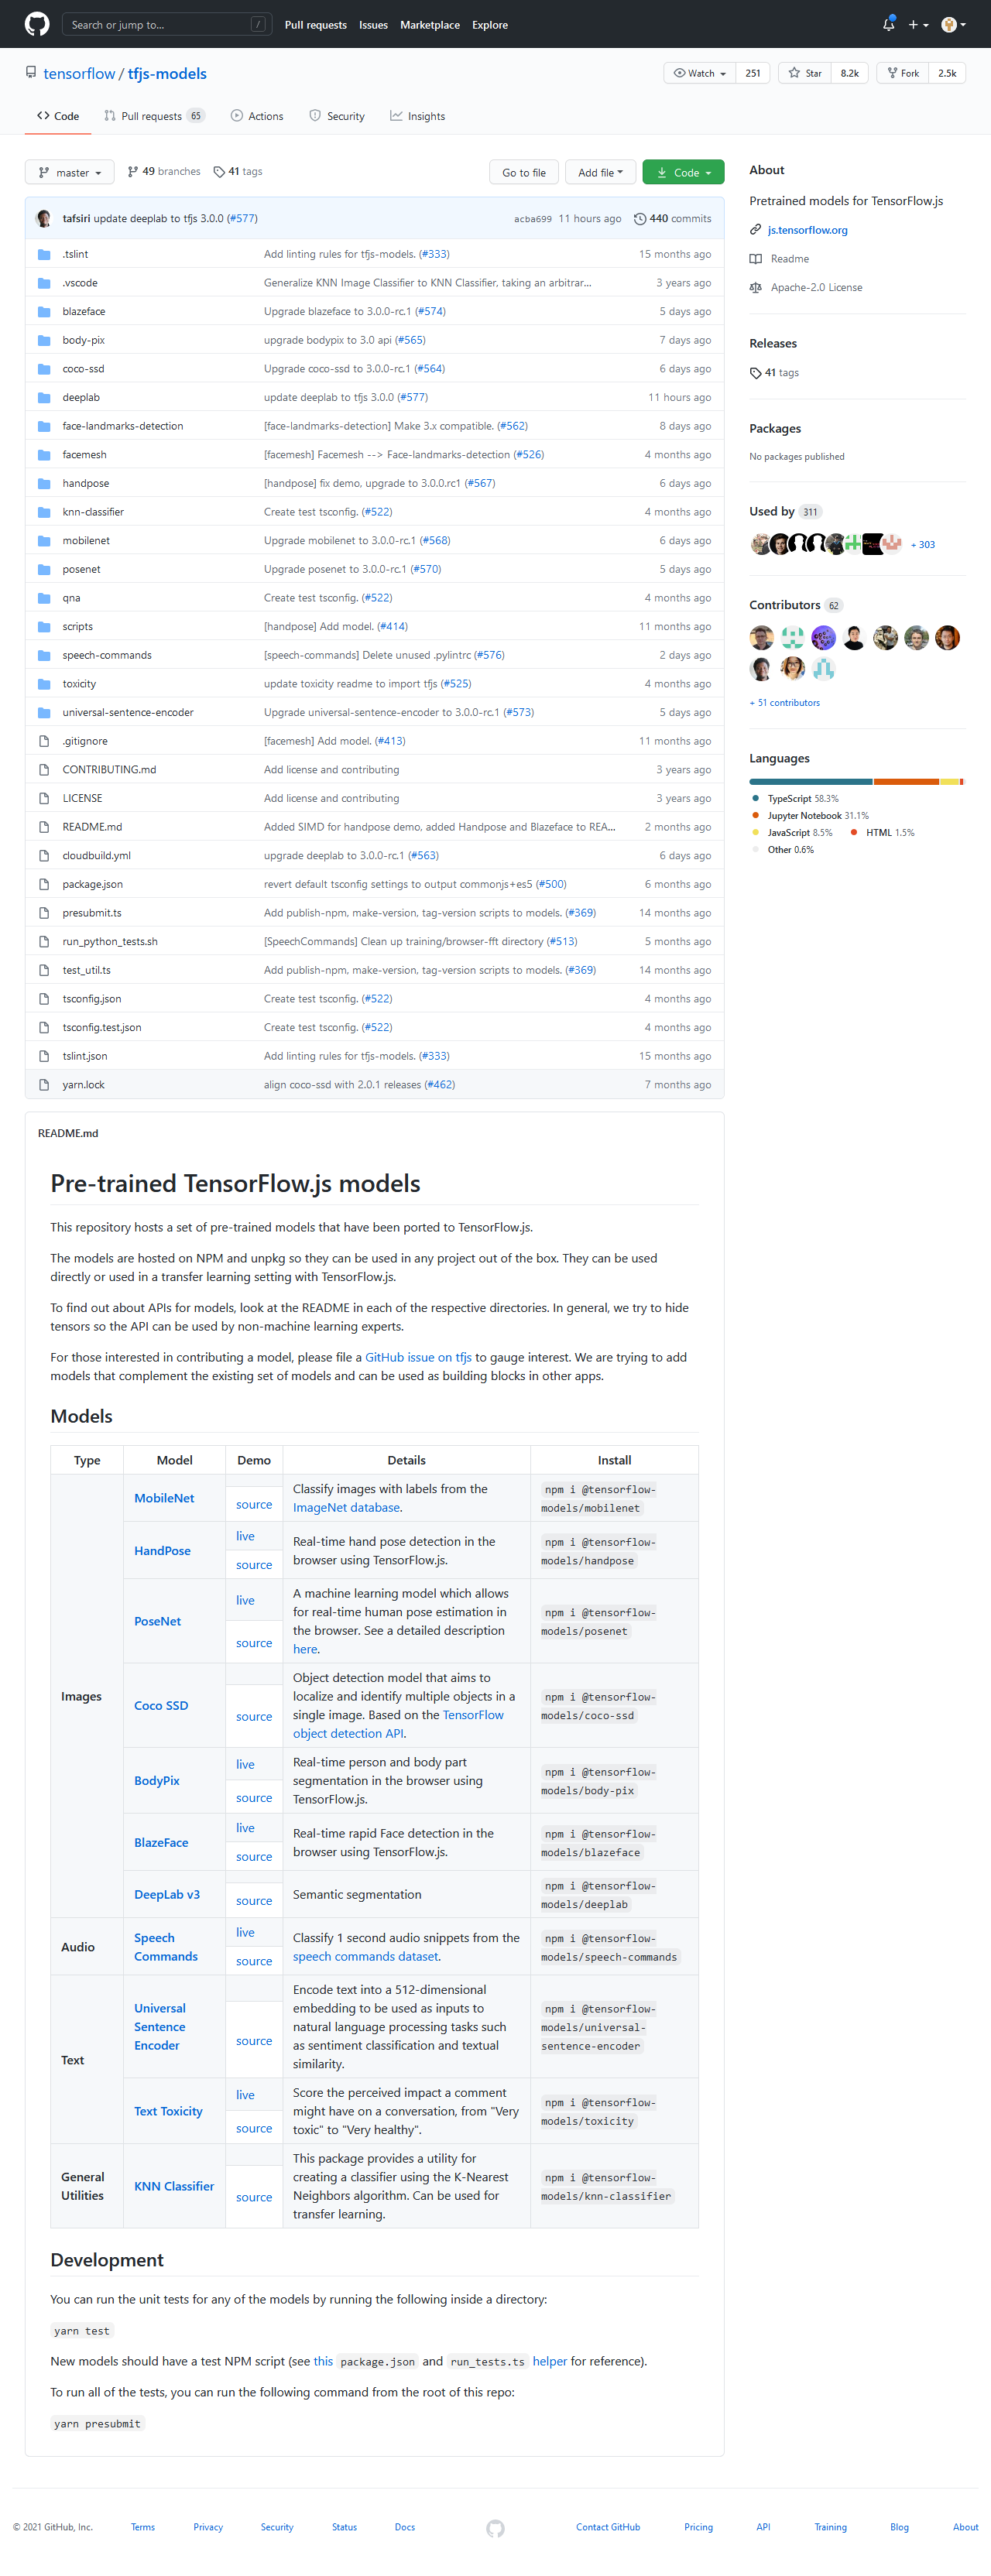 Search or jump to... /
Pull requests Issues Marketplace Explore
tensorflow / tfjs-models
Watch 251 Star 8.2k Fork 2.5k
Code Pull requests 65 Actions Security Insights
master 49 branches 41 tags Go to file Add file Code
tafsiri update deeplab to tfjs 3.0.0 (#577) acba699 11 hours ago 440 commits
.tslint Add linting rules for tfjs-models. (#333) 15 months ago
.vscode Generalize KNN Image Classifier to KNN Classifier, taking an arbitrar... 3 years ago
blazeface Upgrade blazeface to 3.0.0-rc.1 (#574) 5 days ago
body-pix upgrade bodypix to 3.0 api (#565) 7 days ago
coco-ssd Upgrade coco-ssd to 3.0.0-rc.1 (#564) 6 days ago
deeplab update deeplab to tfjs 3.0.0 (#577) 11 hours ago
face-landmarks-detection [face-landmarks-detection] Make 3.x compatible. (#562) 8 days ago
facemesh [facemesh] Facemesh --> Face-landmarks-detection (#526) 4 months ago
handpose [handpose] fix demo, upgrade to 3.0.0.rc1 (#567) 6 days ago
knn-classifier Create test tsconfig. (#522) 4 months ago
mobilenet Upgrade mobilenet to 3.0.0-rc.1 (#568) 6 days ago
posenet Upgrade posenet to 3.0.0-rc.1 (#570) 5 days ago
qna Create test tsconfig. (#522) 4 months ago
scripts [handpose] Add model. (#414) 11 months ago
speech-commands [speech-commands] Delete unused .pylintrc (#576) 2 days ago
toxicity update toxicity readme to import tfjs (#525) 4 months ago
universal-sentence-encoder Upgrade universal-sentence-encoder to 3.0.0-rc.1 (#573) 5 days ago
.gitignore [facemesh] Add model. (#413) 11 months ago
CONTRIBUTING.md Add license and contributing 3 years ago
LICENSE Add license and contributing 3 years ago
README.md Added SIMD for handpose demo, added Handpose and Blazeface to REA... 2 months ago
cloudbuild.yml upgrade deeplab to 3.0.0-rc.1 (#563) 6 days ago
package.json revert default tsconfig settings to output commonjs+es5 (#500) 6 months ago
presubmit.ts Add publish-npm, make-version, tag-version scripts to models. (#369) 14 months ago
run_python_tests.sh [SpeechCommands] Clean up training/browser-fft directory (#513) 5 months ago
test_util.ts Add publish-npm, make-version, tag-version scripts to models. (#369) 14 months ago
tsconfig.json Create test tsconfig. (#522) 4 months ago
tsconfig.test.json Create test tsconfig. (#522) 4 months ago
tslint.json Add linting rules for tfjs-models. (#333) 15 months ago
yarn.lock align coco-ssd with 2.0.1 releases (#462) 7 months ago
About
Pretrained models for TensorFlow.js
js.tensorflow.org
Readme
Apache-2.0 License
Releases
41 tags
Packages
No packages published
Used by 311
+ 303
Contributors 62
+ 51 contributors
Languages
TypeScript 58.3%
Jupyter Notebook 31.1%
JavaScript 8.5% HTML 1.5%
Other 0.6%
README.md
Pre-trained TensorFlow.js models
This repository hosts a set of pre-trained models that have been ported to TensorFlow.js.
The models are hosted on NPM and unpkg so they can be used in any project out of the box. They can be used
directly or used in a transfer learning setting with TensorFlow.js.
To find out about APIs for models, look at the README in each of the respective directories. In general, we try to hide
tensors so the API can be used by non-machine learning experts.
For those interested in contributing a model, please file a GitHub issue on tfjs to gauge interest. We are trying to add
models that complement the existing set of models and can be used as building blocks in other apps.
Models
Type Model Demo Details Install
Images
MobileNet
source
Classify images with labels from the
ImageNet database.
npm i @tensorflow-
models/mobilenet
HandPose
live
source
Real-time hand pose detection in the
browser using TensorFlow.js.
npm i @tensorflow-
models/handpose
PoseNet
live
source
A machine learning model which allows
for real-time human pose estimation in
the browser. See a detailed description
here.
npm i @tensorflow-
models/posenet
Coco SSD
source
Object detection model that aims to
localize and identify multiple objects in a
single image. Based on the TensorFlow
object detection API.
npm i @tensorflow-
models/coco-ssd
BodyPix
live
source
Real-time person and body part
segmentation in the browser using
TensorFlow.js.
npm i @tensorflow-
models/body-pix
BlazeFace
live
source
Real-time rapid Face detection in the
browser using TensorFlow.js.
npm i @tensorflow-
models/blazeface
DeepLab v3
source
Semantic segmentation
npm i @tensorflow-
models/deeplab
Audio
Speech
Commands
live
source
Classify 1 second audio snippets from the
speech commands dataset.
npm i @tensorflow-
models/speech-commands
Text
Universal
Sentence
Encoder
source
Encode text into a 512-dimensional
embedding to be used as inputs to
natural language processing tasks such
as sentiment classification and textual
similarity.
npm i @tensorflow-
models/universal-
sentence-encoder
Text Toxicity
live
source
Score the perceived impact a comment
might have on a conversation, from "Very
toxic" to "Very healthy".
npm i @tensorflow-
models/toxicity
General
Utilities
KNN Classifier
source
This package provides a utility for
creating a classifier using the K-Nearest
Neighbors algorithm. Can be used for
transfer learning.
npm i @tensorflow-
models/knn-classifier
Development
You can run the unit tests for any of the models by running the following inside a directory:
yarn test
New models should have a test NPM script (see this package.json and run_tests.ts helper for reference).
To run all of the tests, you can run the following command from the root of this repo:
yarn presubmit
© 2021 GitHub, Inc. Terms Privacy Security Status Docs Contact GitHub Pricing API Training Blog About